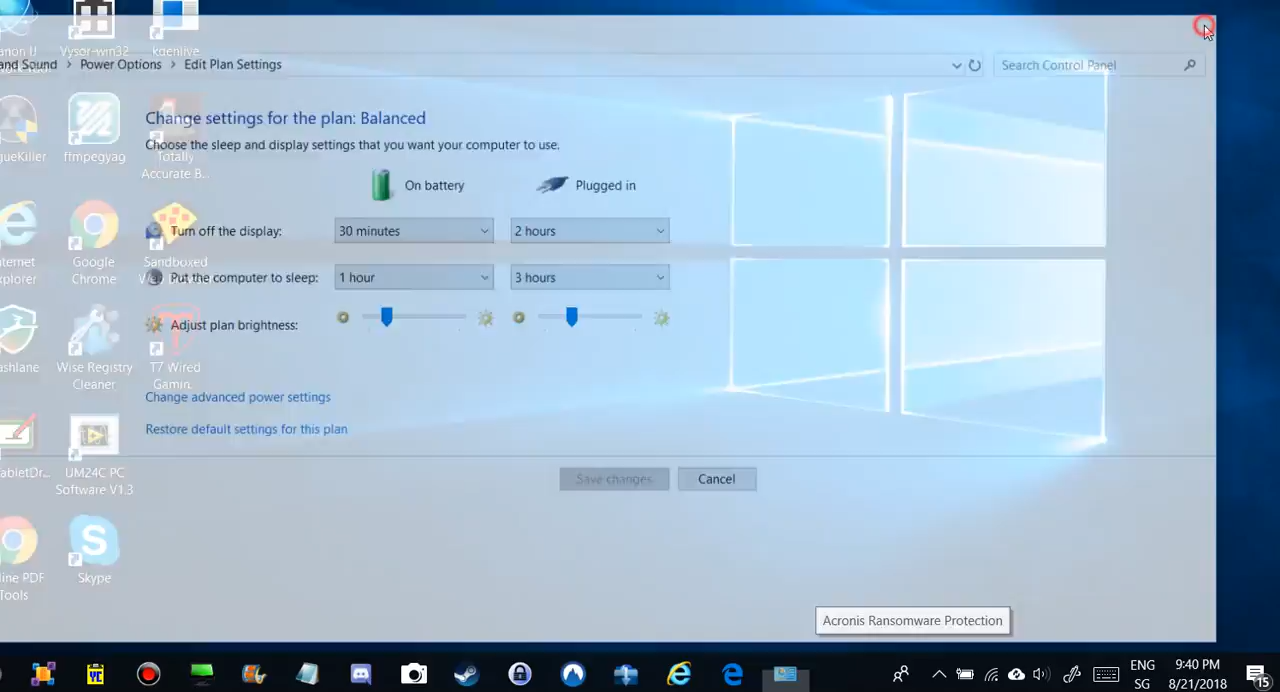 and Sound > Power Options > Edit Plan Settings
Search Control Panel
Change settings for the plan: Balanced
Choose the sleep and display settings that you want your computer to use.
On battery
Plugged in
Turn off the display:
30 minutes
2 hours
Put the computer to sleep:
1 hour
3 hours
Adjust plan brightness:
Change advanced power settings
Restore default settings for this plan
Save changes
Cancel
Vysor-win32
ffmpegyag
Totally
Accurate B...
Google
Chrome
Sandboxed
Wise Registry
Cleaner
T7 Wired
Gamin.
UM24C PC
Software V1.3
Skype
Tools
Acronis Ransomware Protection
YC
ENG
SG
9:40 PM
8/21/2018
15